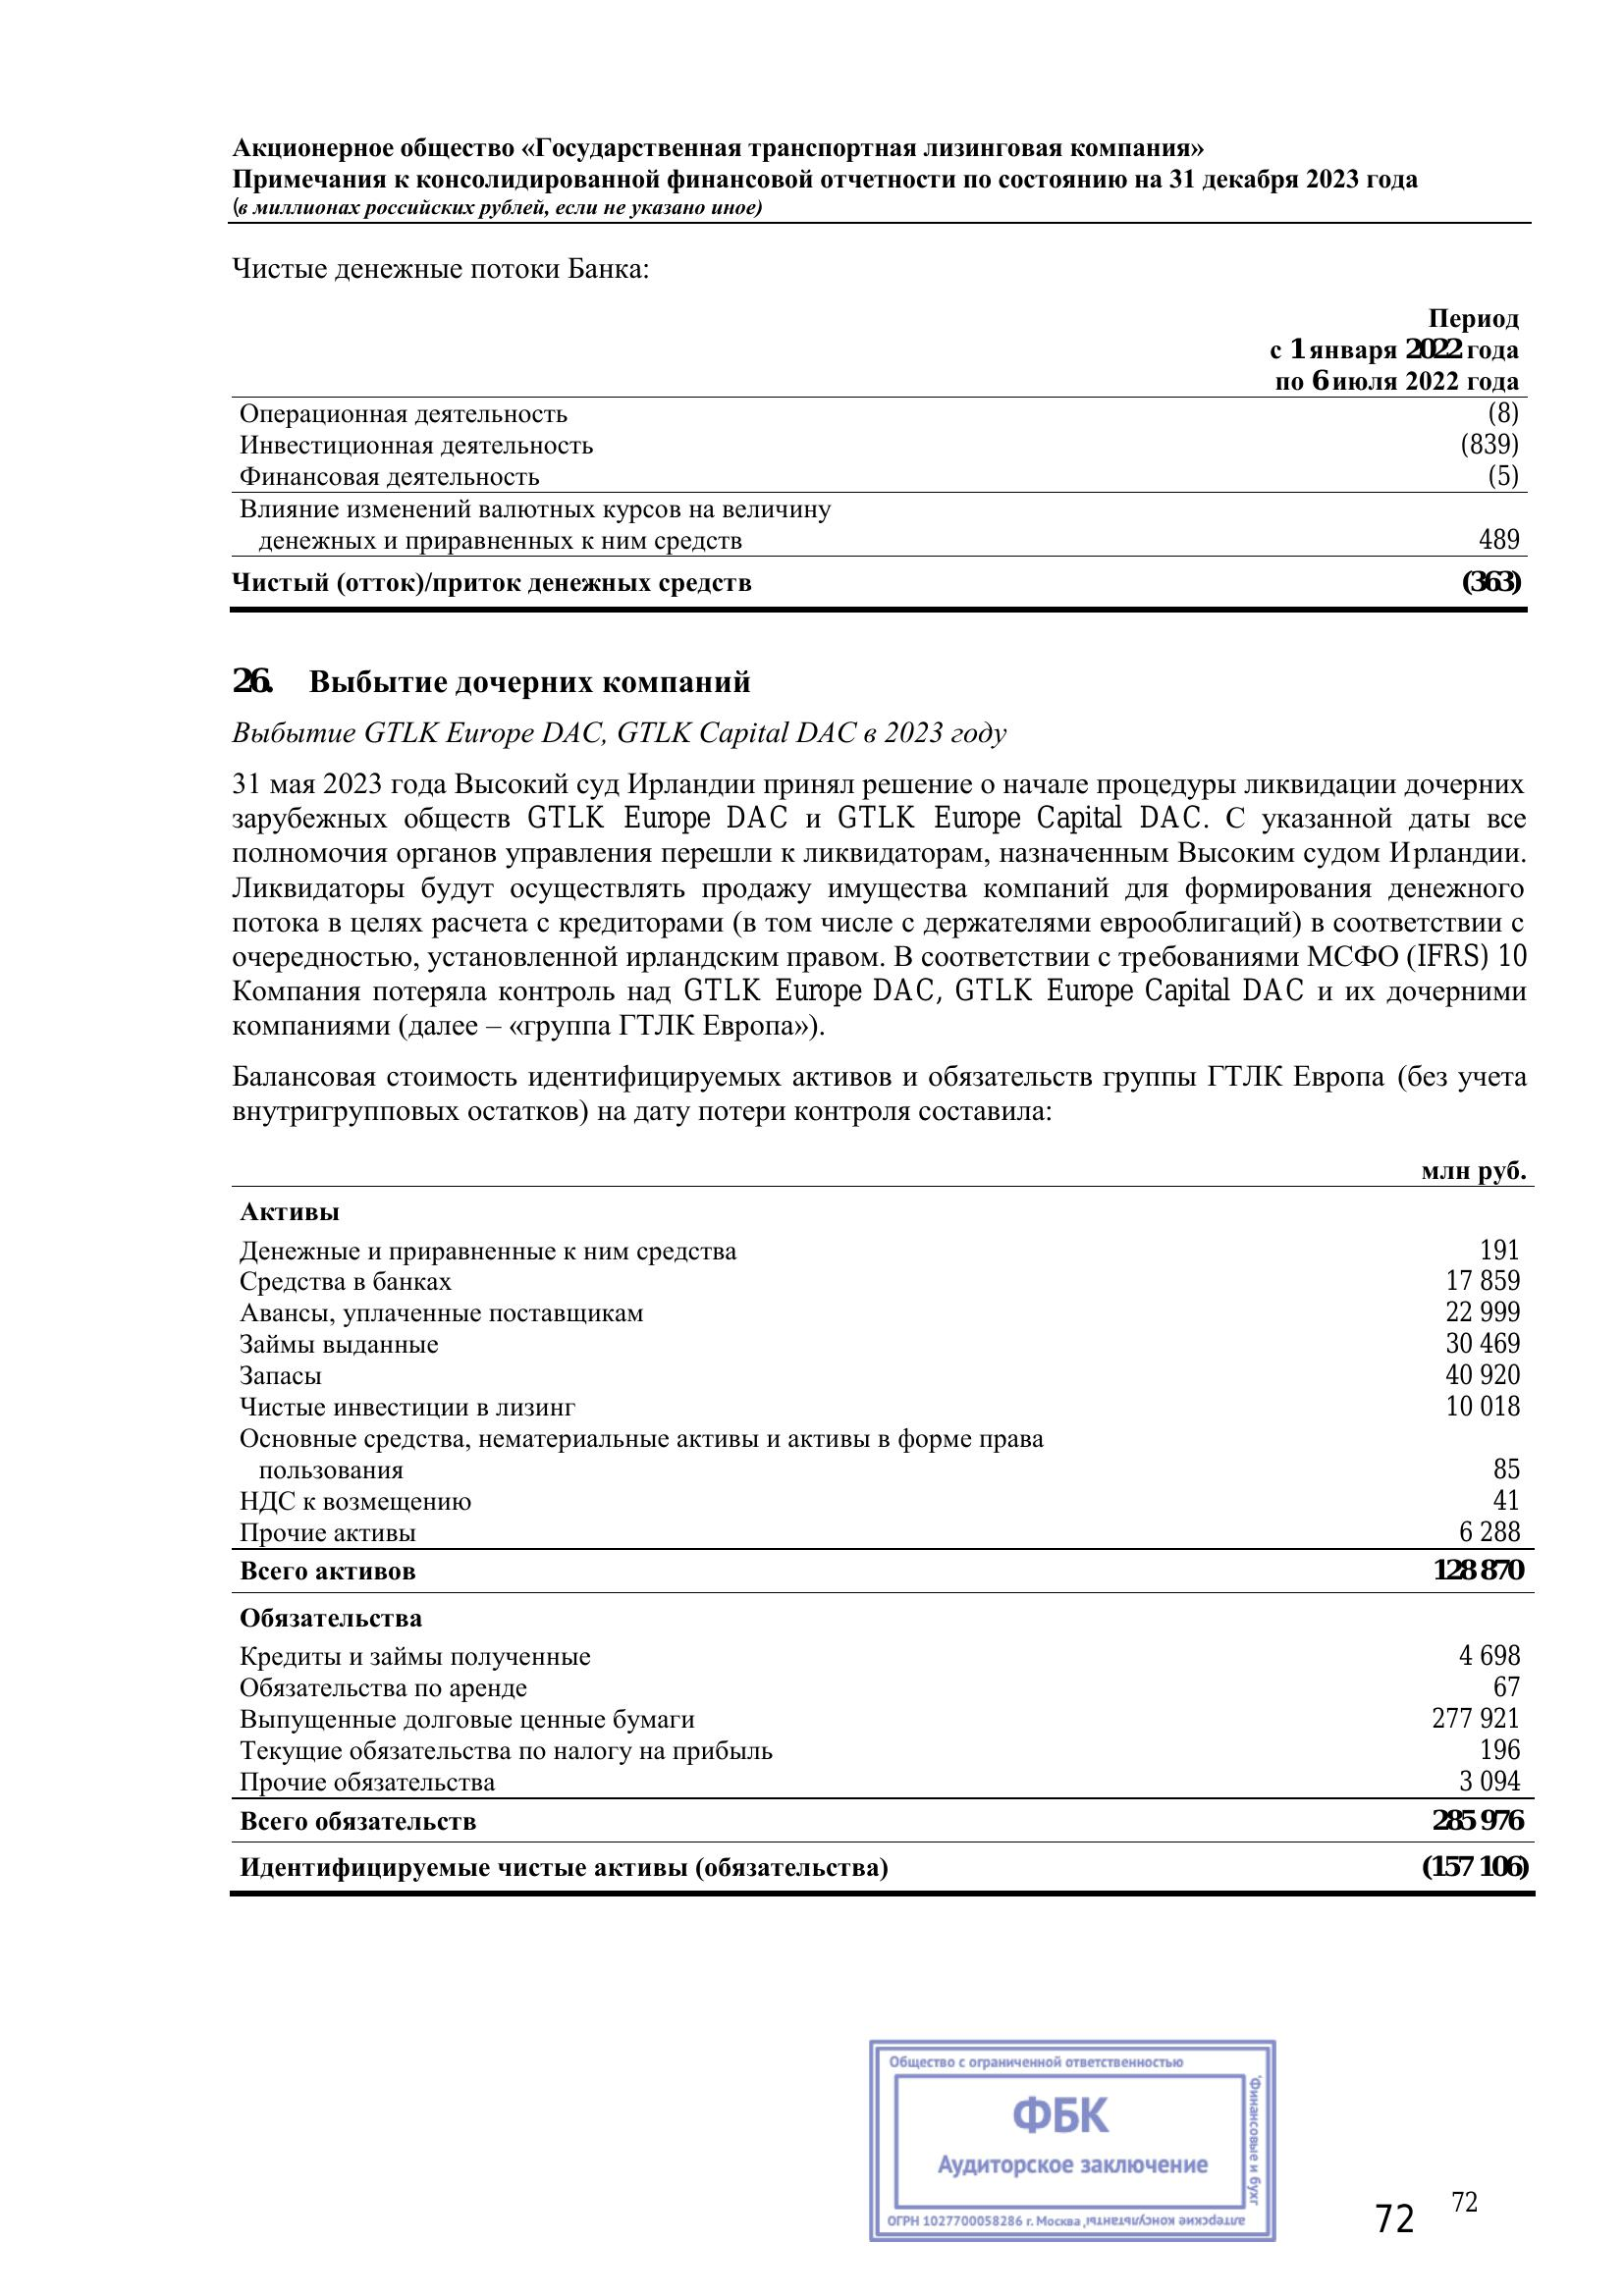 Акционерное общество «Государственная транспортная лизинговая компания»
Примечания к консолидированной финансовой отчетности по состоянию на 31 декабря 2023 года
(в миллионах российских рублей, если не указано иное)
Чистые денежные потоки Банка:
Период
с 1 января 2022 года
по 6 июля 2022 года
Операционная деятельность (8)
Инвестиционная деятельность (839)
Финансовая деятельность (5)
Влияние изменений валютных курсов на величину
денежных и приравненных к ним средств 489
Чистый (отток)/приток денежных средств (363)
26. Выбытие дочерних компаний
Выбытие GTLK Europe DAC, GTLK Capital DAC в 2023 году
31 мая 2023 года Высокий суд Ирландии принял решение о начале процедуры ликвидации дочерних
зарубежных обществ GTLK Europe DAC и GTLK Europe Capital DAC. С указанной даты все
полномочия органов управления перешли к ликвидаторам, назначенным Высоким судом Ирландии.
Ликвидаторы будут осуществлять продажу имущества компаний для формирования денежного
потока в целях расчета с кредиторами (в том числе с держателями еврооблигаций) в соответствии с
очередностью, установленной ирландским правом. В соответствии с требованиями МСФО (IFRS) 10
Компания потеряла контроль над GTLK Europe DAC, GTLK Europe Capital DAC и их дочерними
компаниями (далее – «группа ГТЛК Европа»).
Балансовая стоимость идентифицируемых активов и обязательств группы ГТЛК Европа (без учета
внутригрупповых остатков) на дату потери контроля составила:
млн руб.
Активы
Денежные и приравненные к ним средства 191
Средства в банках 17 859
Авансы, уплаченные поставщикам 22 999
Займы выданные 30 469
Запасы 40 920
Чистые инвестиции в лизинг 10 018
Основные средства, нематериальные активы и активы в форме права
пользования 85
НДС к возмещению 41
Прочие активы 6 288
Всего активов 128 870
Обязательства
Кредиты и займы полученные 4 698
Обязательства по аренде 67
Выпущенные долговые ценные бумаги 277 921
Текущие обязательства по налогу на прибыль 196
Прочие обязательства 3 094
Всего обязательств 285 976
Идентифицируемые чистые активы (обязательства) (157 106)
Общество с ограниченной ответственностью
"Финансовые и бухг
алтерские консультанты"
ФБК
Аудиторское заключение
ОГРН 1027700058286 г. Москва
72
72